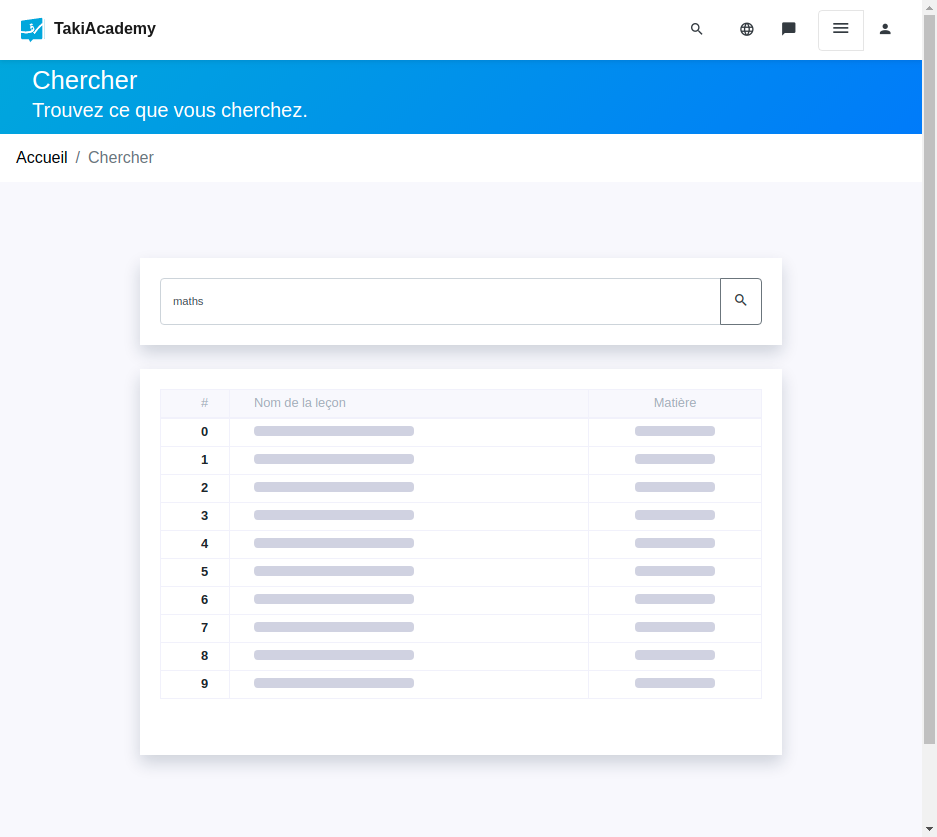 TakiAcademy
Chercher
Trouvez ce que vous cherchez.
Accueil / Chercher
maths
# Nom de la leçon Matière
0
1
2
3
4
5
6
7
8
9